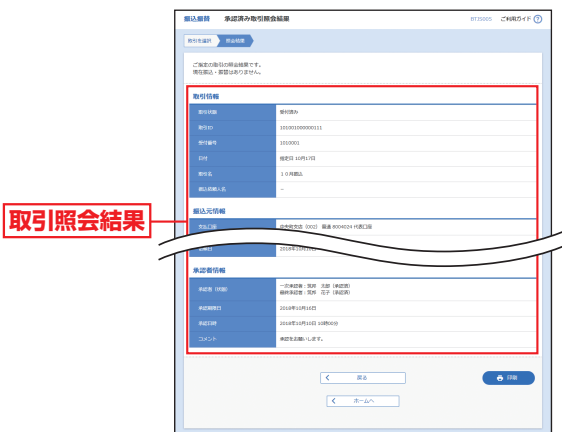 振込振替 承認済み取引照会結果 BTIS005 ご利用ガイド ?
取引を選択 照会結果
ご指定の取引の照会結果です。
現在振込・振替はありません。
取引情報
取引状態 受付済み
取引ID 101001000000111
受付番号 1010001
日付 指定日 10月17日
取引名 10月振込
振込依頼人名 −
振込元情報
支払口座 中央支店 (002) 普通 6004024 代表口座
取引照会結果
承認者情報
承認者 (状態) 一次承認者：筑邦 太郎 (承認済)
最終承認者：筑邦 花子 (承認済)
承認期限日 2018年10月16日
承認日時 2018年10月10日 10時00分
コメント 承認をお願いします。
戻る
印刷
ホームへ